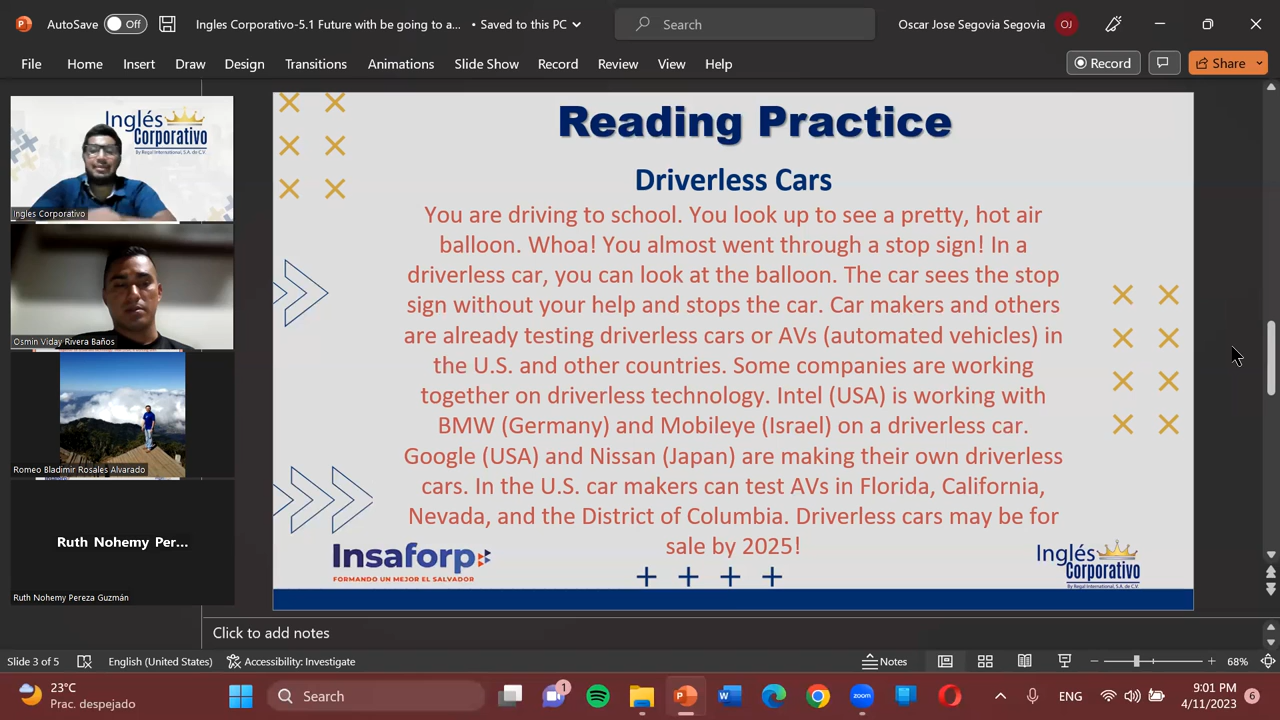 AutoSave Off Ingles Corporativo-5.1 Future with be going to a... • Saved to this PC Search Oscar Jose Segovia Segovia OJ
File Home Insert Draw Design Transitions Animations Slide Show Record Review View Help Record Share
Inglés
Corporativo
By Regal International, S.A. de C.V.
Ingles Corporativo
Osmin Viday Rivera Baños
Romeo Bladimir Rosales Alvarado
Ruth Nohemy Per...
Ruth Nohemy Pereza Guzmán
Reading Practice
Driverless Cars
You are driving to school. You look up to see a pretty, hot air
balloon. Whoa! You almost went through a stop sign! In a
driverless car, you can look at the balloon. The car sees the stop
sign without your help and stops the car. Car makers and others
are already testing driverless cars or AVs (automated vehicles) in
the U.S. and other countries. Some companies are working
together on driverless technology. Intel (USA) is working with
BMW (Germany) and Mobileye (Israel) on a driverless car.
Google (USA) and Nissan (Japan) are making their own driverless
cars. In the U.S. car makers can test AVs in Florida, California,
Nevada, and the District of Columbia. Driverless cars may be for
sale by 2025!
Insaforp
FORMANDO UN MEJOR EL SALVADOR
Inglés
Corporativo
By Regal International, S.A. de C.V.
Click to add notes
Slide 3 of 5 English (United States) Accessibility: Investigate Notes 68%
23°C
Prac. despejado
Search
1
zoom
ENG
9:01 PM
4/11/2023
6